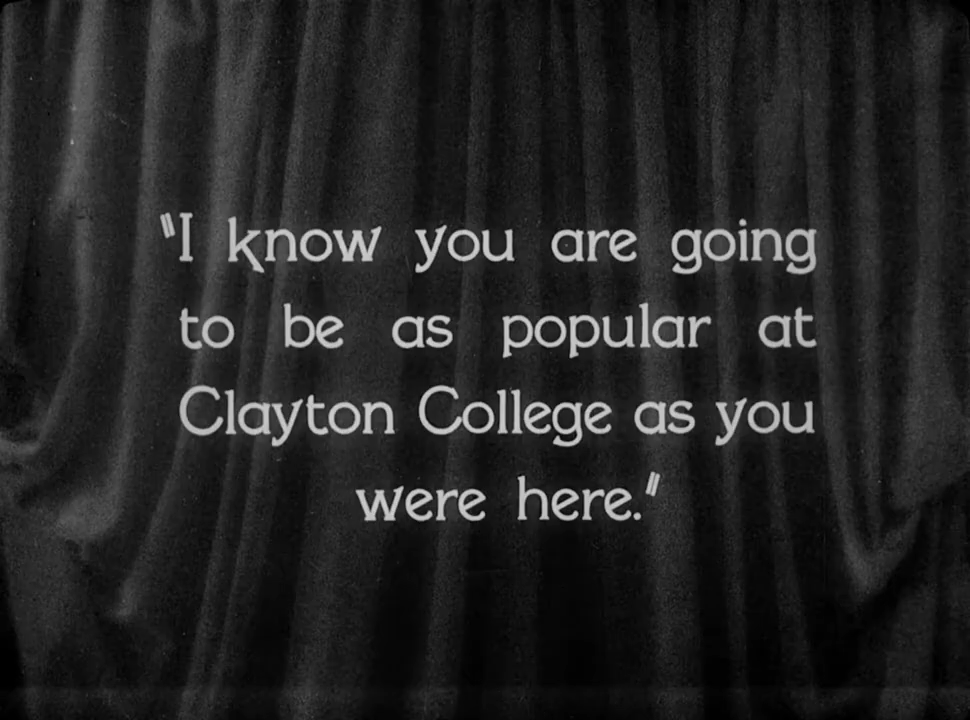 "I know you are going
to be as popular at
Clayton College as you
were here."